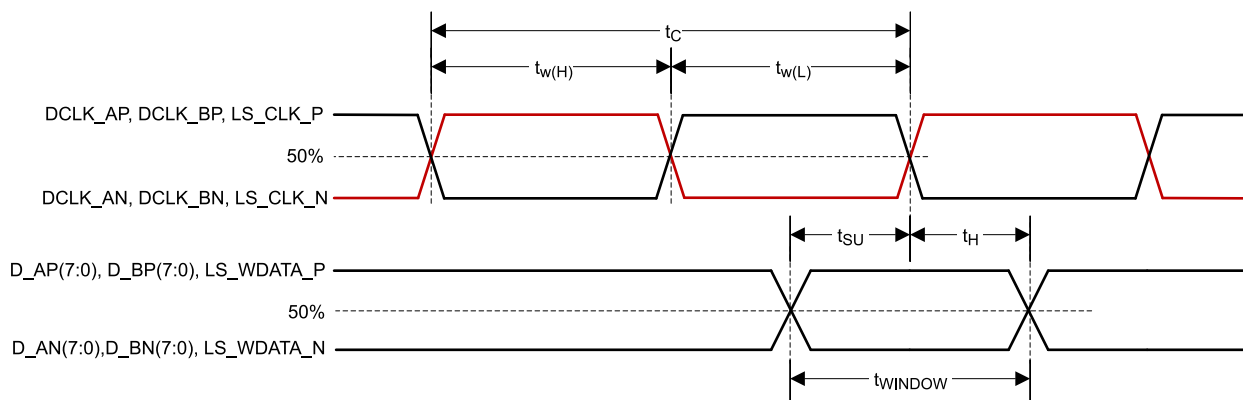 tC
tw(H)
tw(L)
DCLK_AP, DCLK_BP, LS_CLK_P
50%
DCLK_AN, DCLK_BN, LS_CLK_N
tSU
tH
D_AP(7:0), D_BP(7:0), LS_WDATA_P
50%
D_AN(7:0),D_BN(7:0), LS_WDATA_N
tWINDOW